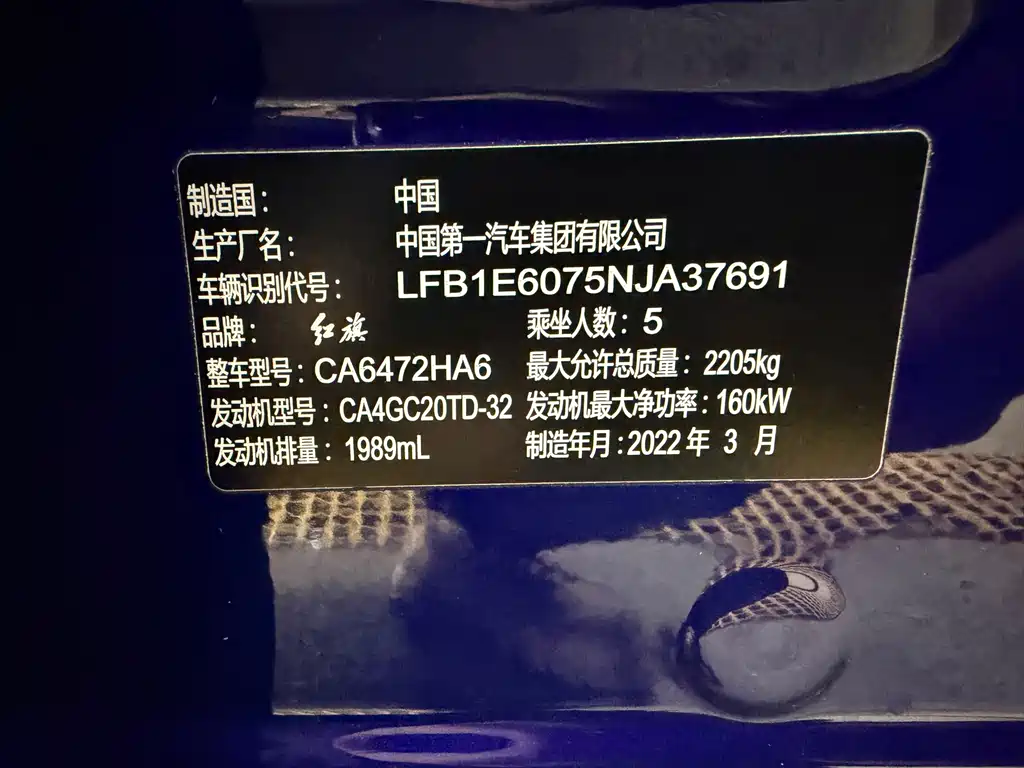 制造国： 中国
生产厂名： 中国第一汽车集团有限公司
车辆识别代号： LFB1E6075NJA37691
品牌： 红旗 乘坐人数：5
整车型号：CA6472HA6 最大允许总质量：2205kg
发动机型号：CA4GC20TD-32 发动机最大净功率：160kW
发动机排量：1989mL 制造年月：2022年 3 月